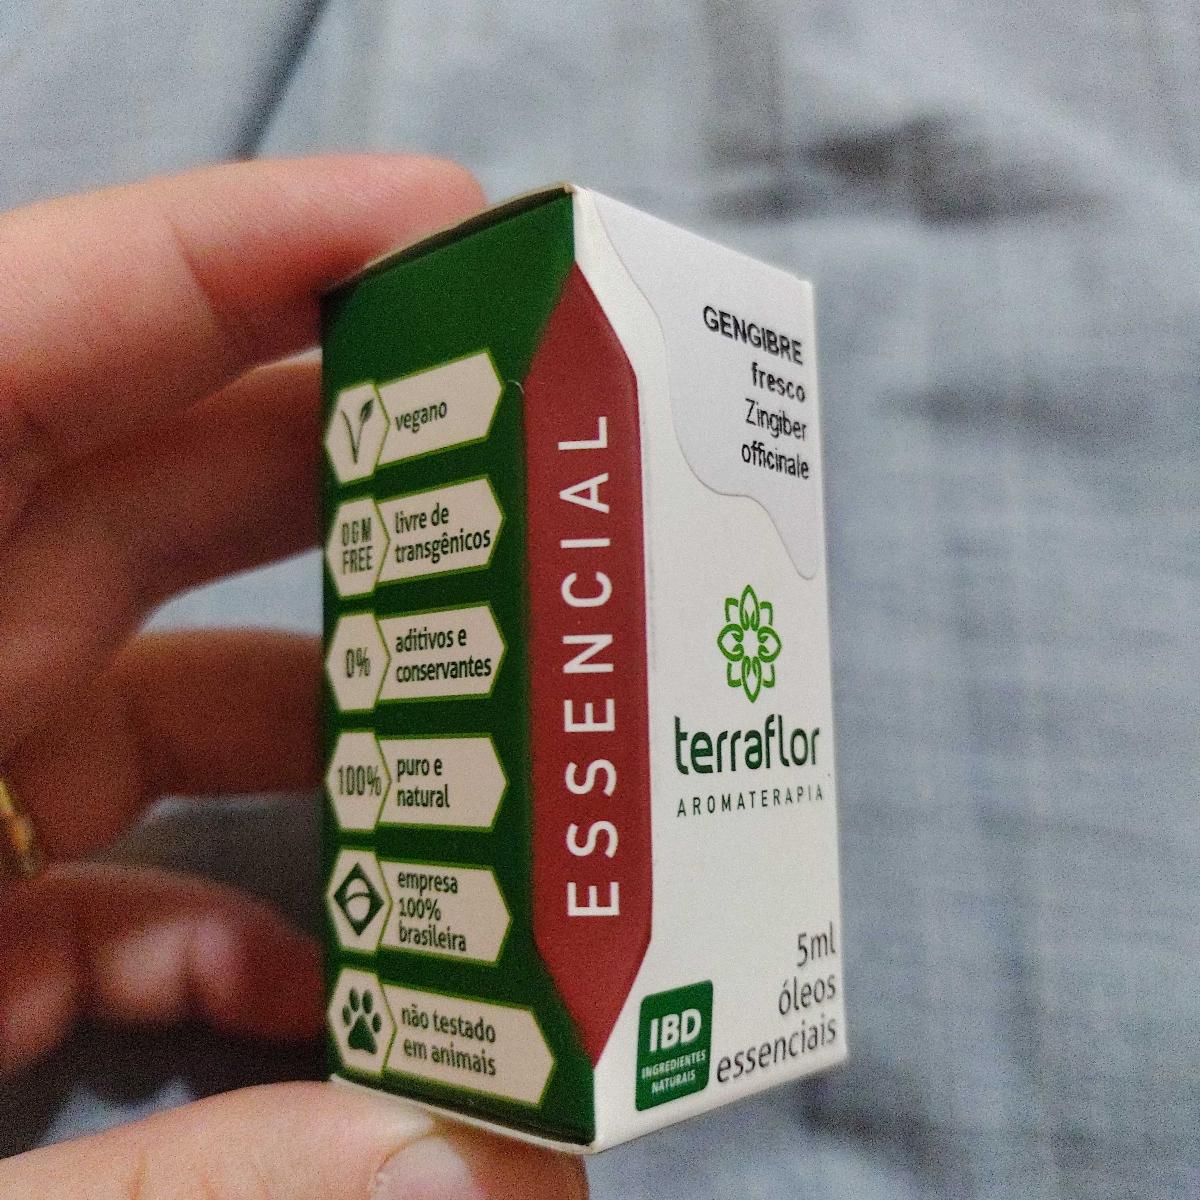 vegano
OGM
FREE
livre de
transgênicos
0%
aditivos e
conservantes
100%
puro e
natural
empresa
100%
brasileira
não testado
em animais
ESSENCIAL
GENGIBRE
fresco
Zingiber
officinale
terraflor
AROMATERAPIA
5ml
óleos
essenciais
IBD
INGREDIENTES
NATURAIS